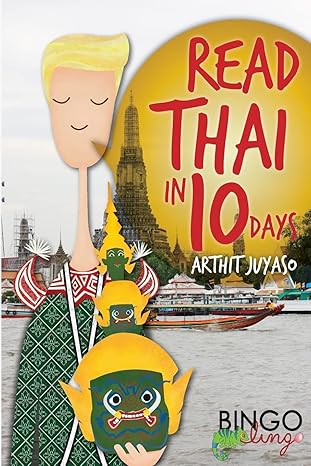 READ
THAI
IN
10
DAYS
ARTHIT JUYASO
BINGO
lingo